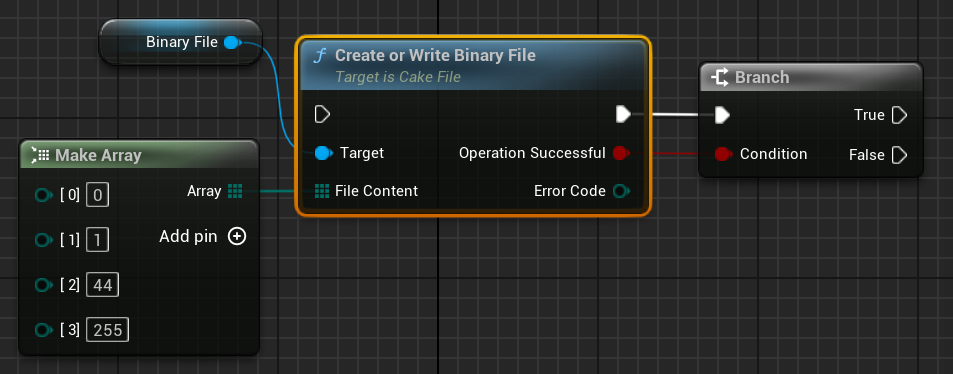 Binary File
Create or Write Binary File
Target is Cake File
Target
Operation Successful
File Content
Error Code
Branch
True
Condition
False
Make Array
[ 0] 0
Array
[ 1] 1
Add pin
[ 2] 44
[ 3] 255